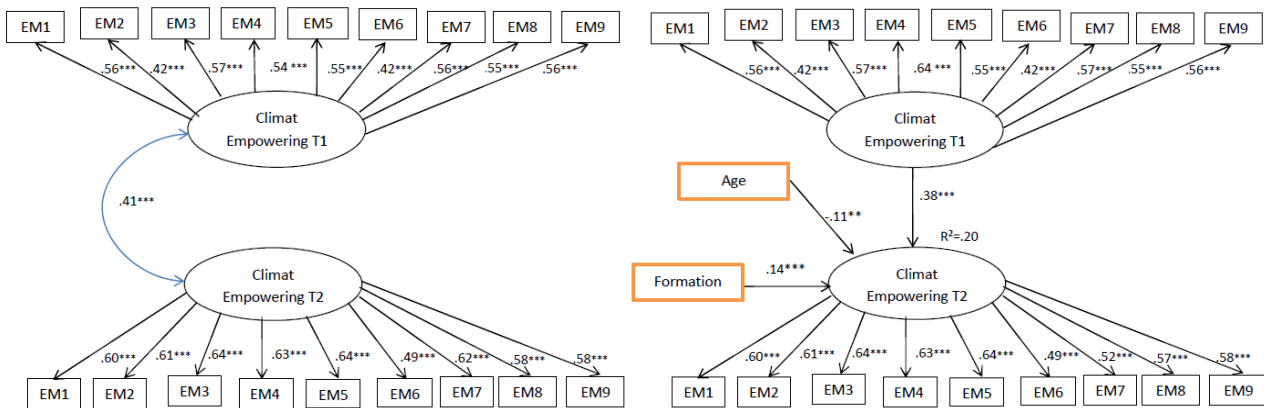 EM1 EM2 EM3 EM4 EM5 EM6 EM7 EM8 EM9
.56*** .42*** .57*** .54 *** .55*** .42*** .56*** .55*** .56***
Climat
Empowering T1
.41***
Climat
Empowering T2
.60*** .61*** .64*** .63*** .64*** .49*** .62*** .58*** .58***
EM1 EM2 EM3 EM4 EM5 EM6 EM7 EM8 EM9
EM1 EM2 EM3 EM4 EM5 EM6 EM7 EM8 EM9
.56*** .42*** .57*** .64 *** .55*** .42*** .57*** .55*** .56***
Climat
Empowering T1
Age
.38***
-.11**
R²=.20
Formation
.14***
Climat
Empowering T2
.60*** .61*** .64*** .63*** .64*** .49*** .52*** .57*** .58***
EM1 EM2 EM3 EM4 EM5 EM6 EM7 EM8 EM9